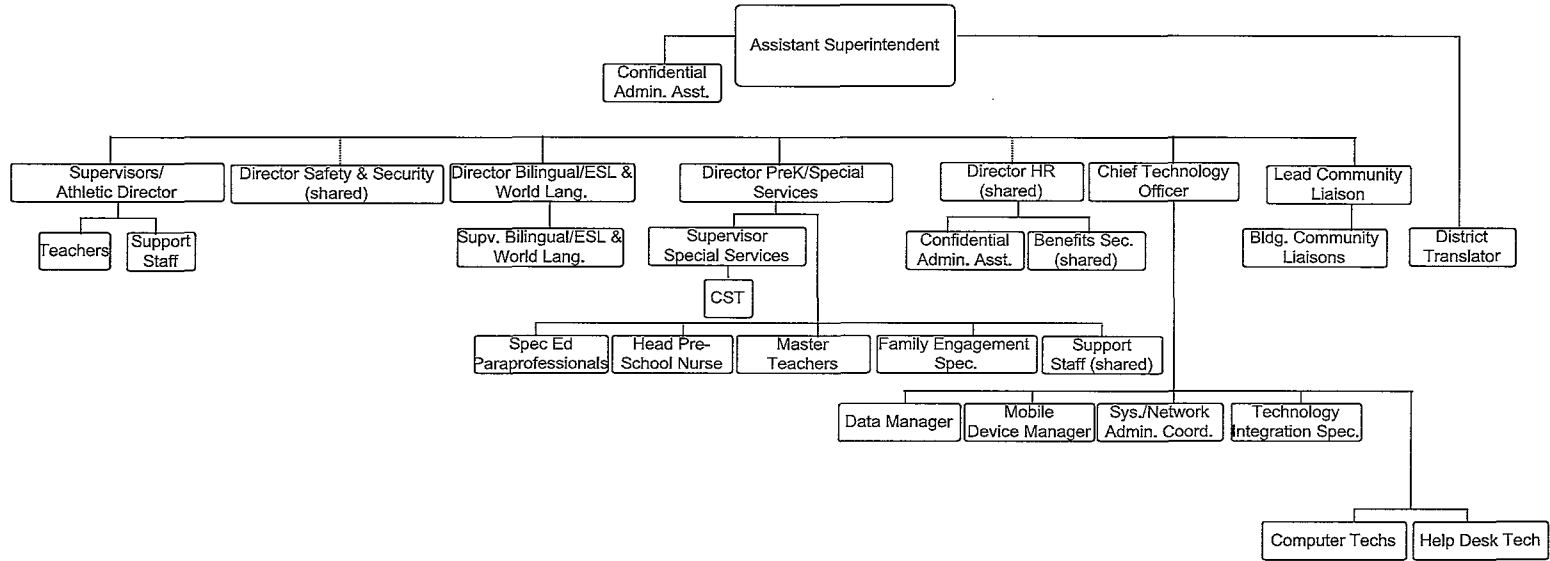 Assistant Superintendent
Confidential
Admin. Asst.
Supervisors/
Athletic Director
Director Safety & Security
(shared)
Director Bilingual/ESL &
World Lang.
Director PreK/Special
Services
Director HR
(shared)
Chief Technology
Officer
Lead Community
Liaison
Teachers
Support
Staff
Supv. Bilingual/ESL &
World Lang.
Supervisor
Special Services
Confidential
Admin. Asst.
Benefits Sec.
(shared)
Bldg. Community
Liaisons
District
Translator
CST
Spec Ed
Paraprofessionals
Head Pre-
School Nurse
Master
Teachers
Family Engagement
Spec.
Support
Staff (shared)
Data Manager
Mobile
Device Manager
Sys./Network
Admin. Coord.
Technology
Integration Spec.
Computer Techs
Help Desk Tech